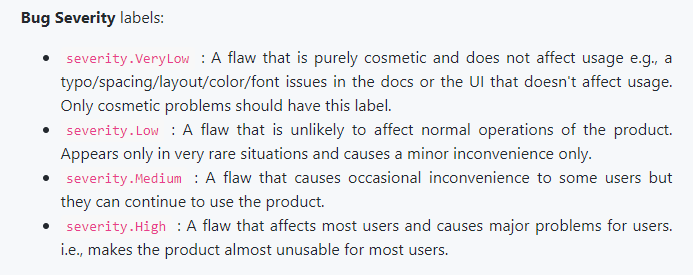 Bug Severity labels:
• severity.VeryLow : A flaw that is purely cosmetic and does not affect usage e.g., a
typo/spacing/layout/color/font issues in the docs or the UI that doesn't affect usage.
Only cosmetic problems should have this label.
• severity.Low : A flaw that is unlikely to affect normal operations of the product.
Appears only in very rare situations and causes a minor inconvenience only.
• severity.Medium : A flaw that causes occasional inconvenience to some users but
they can continue to use the product.
• severity.High : A flaw that affects most users and causes major problems for users.
i.e., makes the product almost unusable for most users.